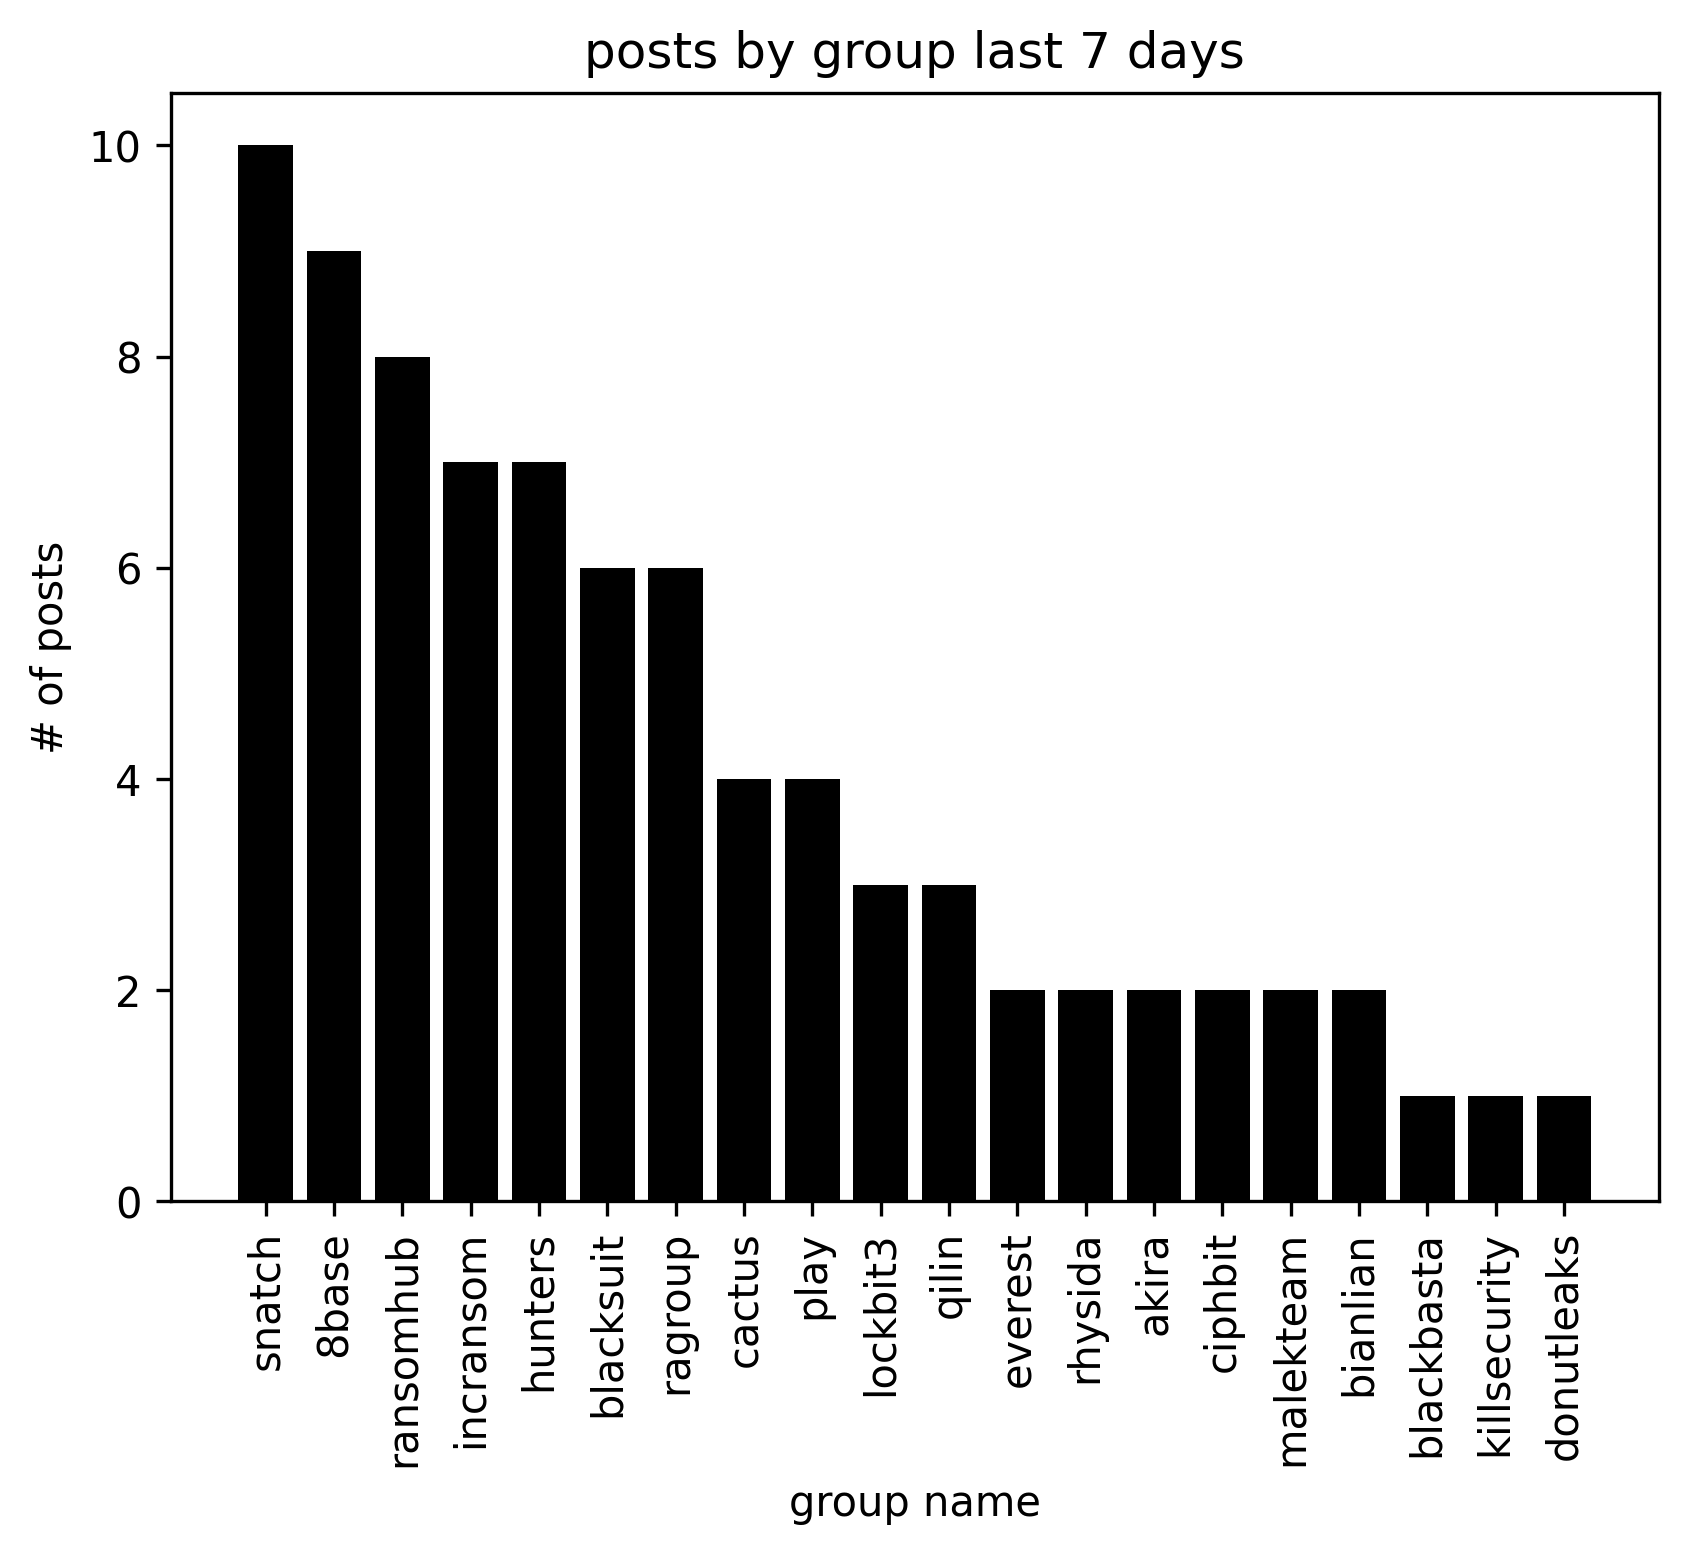 posts by group last 7 days
# of posts
10
8
6
4
2
0
snatch
8base
ransomhub
incransom
hunters
blacksuit
ragroup
cactus
play
lockbit3
qilin
everest
rhysida
akira
ciphbit
malekteam
bianlian
blackbasta
killsecurity
donutleaks
group name